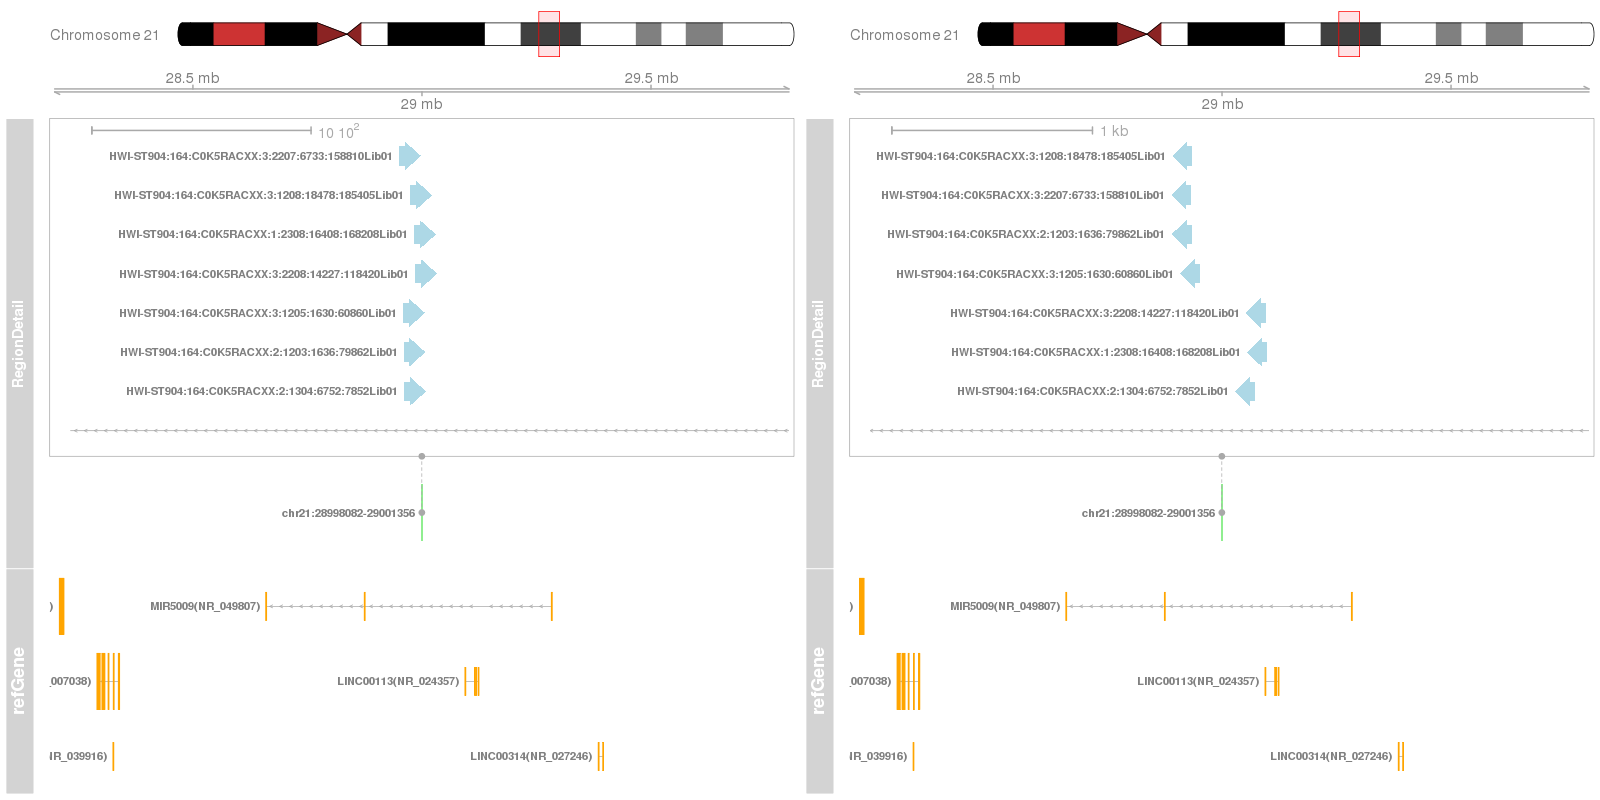 Chromosome 21
28.5 mb
29.5 mb
29 mb
10 10²
HWI-ST904:164:C0K5RACXX:3:2207:6733:158810Lib01
HWI-ST904:164:C0K5RACXX:3:1208:18478:185405Lib01
HWI-ST904:164:C0K5RACXX:1:2308:16408:168208Lib01
HWI-ST904:164:C0K5RACXX:3:2208:14227:118420Lib01
HWI-ST904:164:C0K5RACXX:3:1205:1630:60860Lib01
HWI-ST904:164:C0K5RACXX:2:1203:1636:79862Lib01
HWI-ST904:164:C0K5RACXX:2:1304:6752:7852Lib01
RegionDetail
chr21:28998082-29001356
refGene
)
MIR5009(NR_049807)
_007038)
LINC00113(NR_024357)
IR_039916)
LINC00314(NR_027246)
Chromosome 21
28.5 mb
29.5 mb
29 mb
1 kb
HWI-ST904:164:C0K5RACXX:3:1208:18478:185405Lib01
HWI-ST904:164:C0K5RACXX:3:2207:6733:158810Lib01
HWI-ST904:164:C0K5RACXX:2:1203:1636:79862Lib01
HWI-ST904:164:C0K5RACXX:3:1205:1630:60860Lib01
HWI-ST904:164:C0K5RACXX:3:2208:14227:118420Lib01
HWI-ST904:164:C0K5RACXX:1:2308:16408:168208Lib01
HWI-ST904:164:C0K5RACXX:2:1304:6752:7852Lib01
RegionDetail
chr21:28998082-29001356
refGene
)
MIR5009(NR_049807)
_007038)
LINC00113(NR_024357)
IR_039916)
LINC00314(NR_027246)